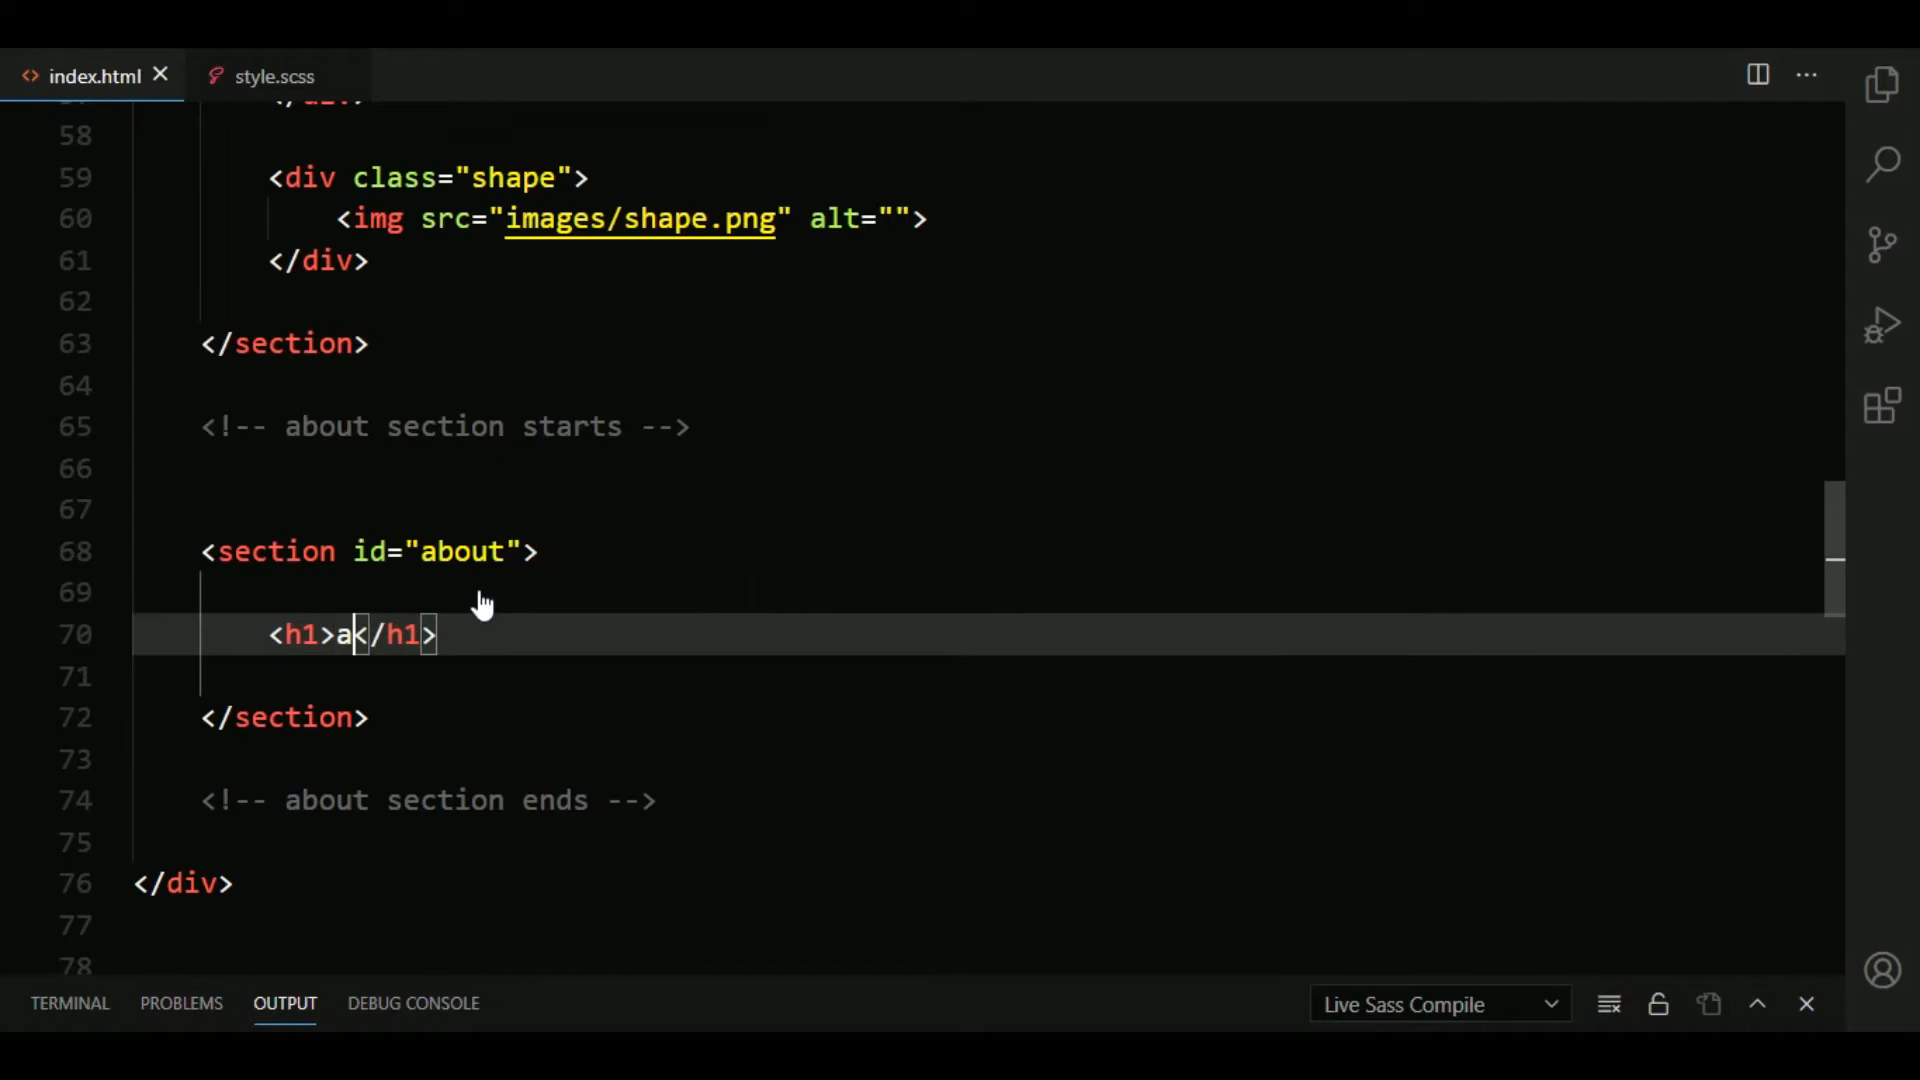 index.html style.scss
</div>
58
59 <div class="shape">
60 <img src="images/shape.png" alt="">
61 </div>
62
63 </section>
64
65 <!-- about section starts -->
66
67
68 <section id="about">
69
70 <h1>a</h1>
71
72 </section>
73
74 <!-- about section ends -->
75
76 </div>
77
78
TERMINAL PROBLEMS OUTPUT DEBUG CONSOLE Live Sass Compile